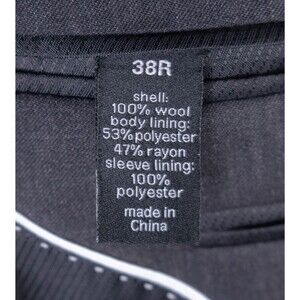 38R
shell:
100% wool
body lining:
53% polyester
47% rayon
sleeve lining:
100%
polyester
made in
China